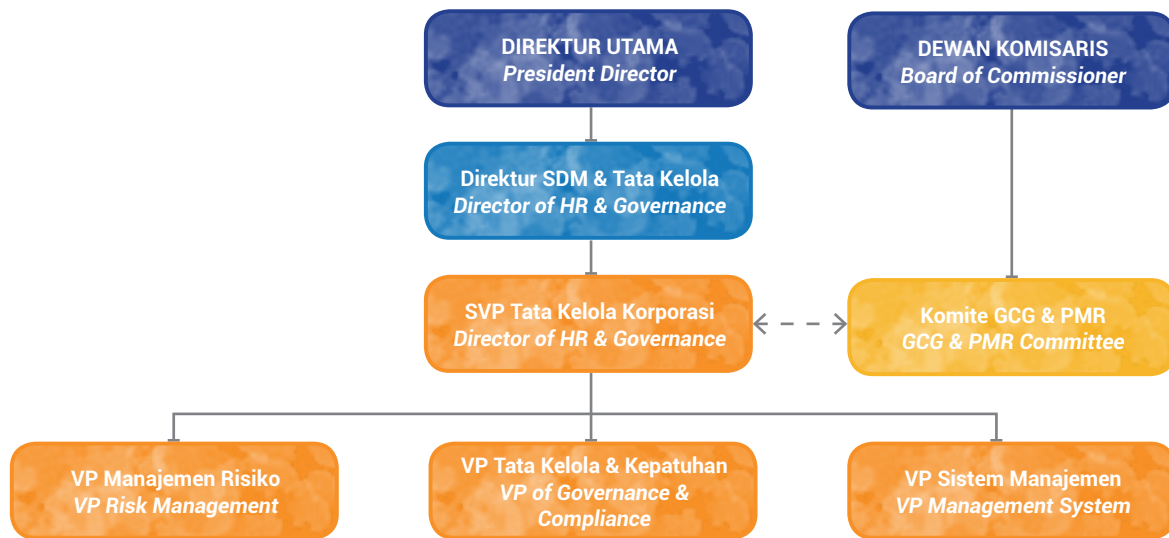 DIREKTUR UTAMA
President Director
DEWAN KOMISARIS
Board of Commissioner
Direktur SDM & Tata Kelola
Director of HR & Governance
SVP Tata Kelola Korporasi
Director of HR & Governance
Komite GCG & PMR
GCG & PMR Committee
VP Manajemen Risiko
VP Risk Management
VP Tata Kelola & Kepatuhan
VP of Governance &
Compliance
VP Sistem Manajemen
VP Management System